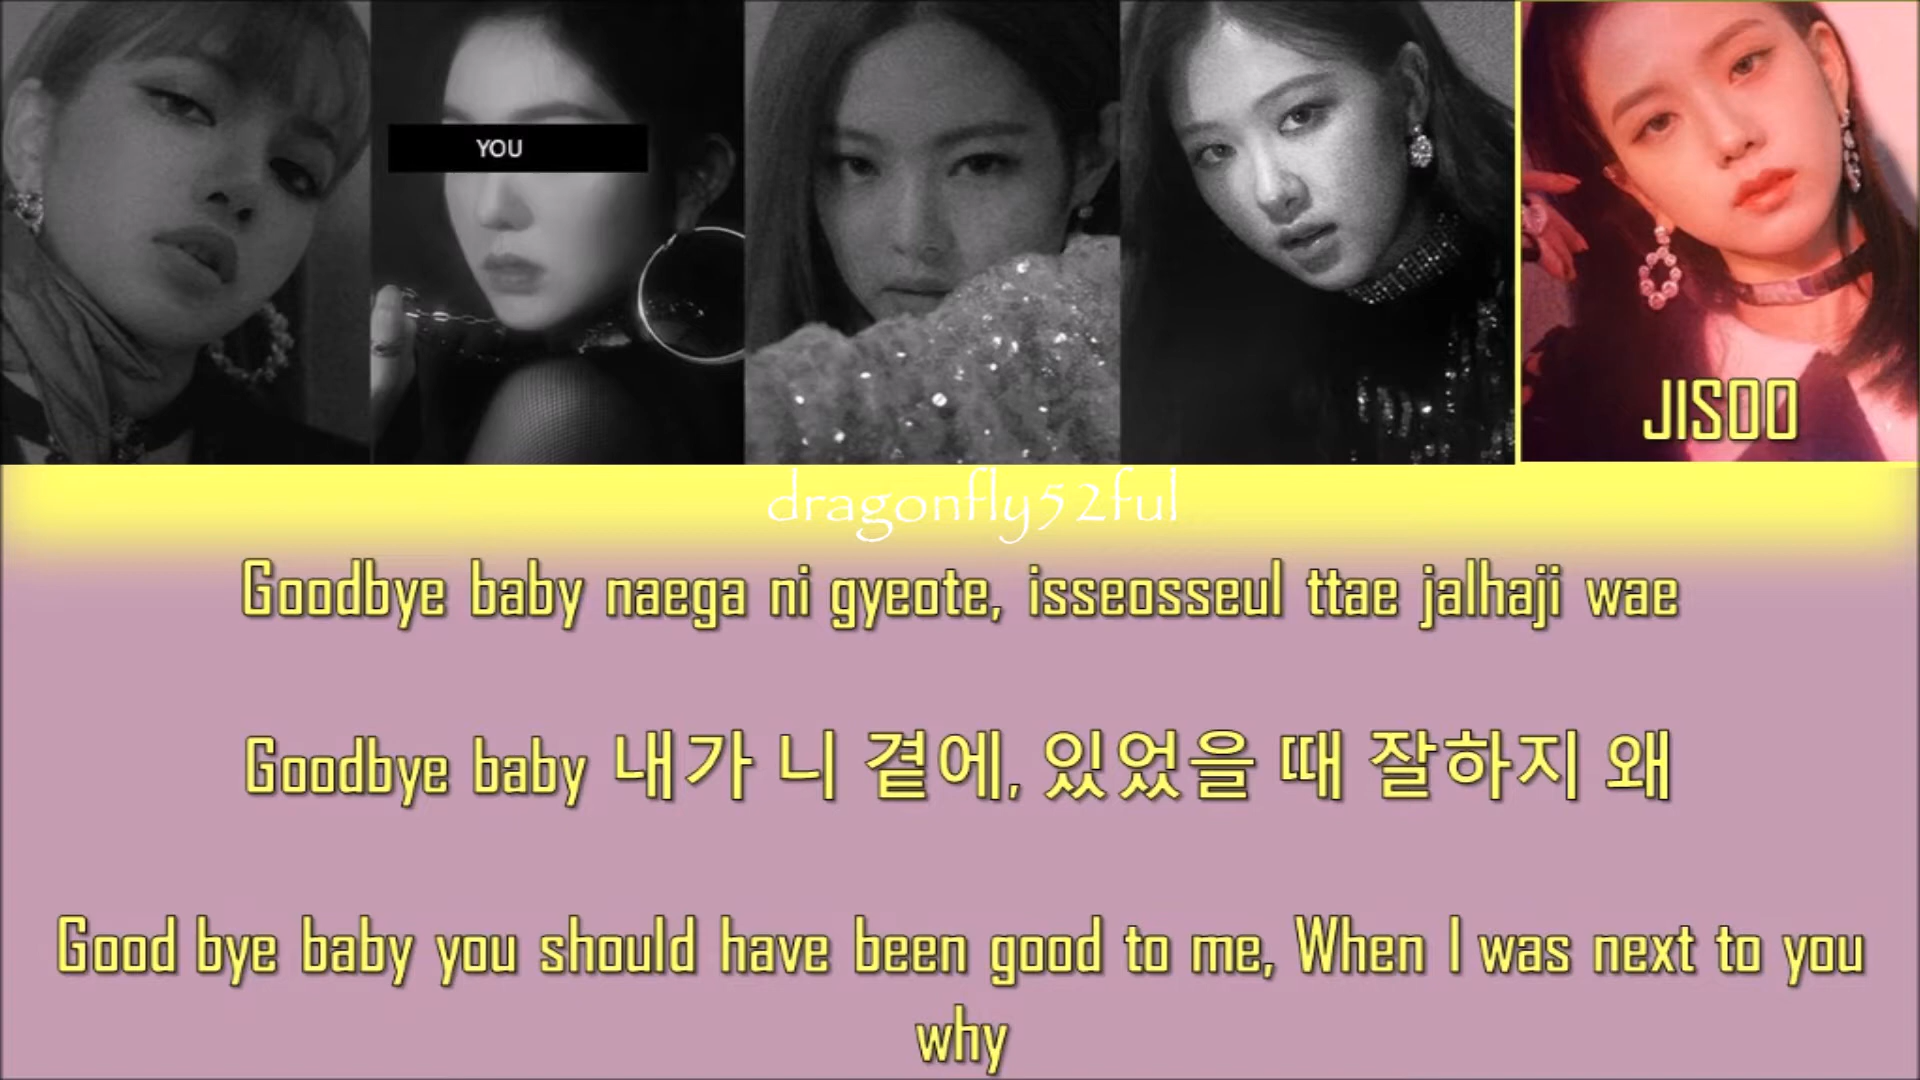 YOU
JISOO
dragonfly52ful
Goodbye baby naega ni gyeote, isseosseul ttae jalhaji wae
Goodbye baby 내가 니 곁에, 있었을 때 잘하지 왜
Good bye baby you should have been good to me, When I was next to you
why